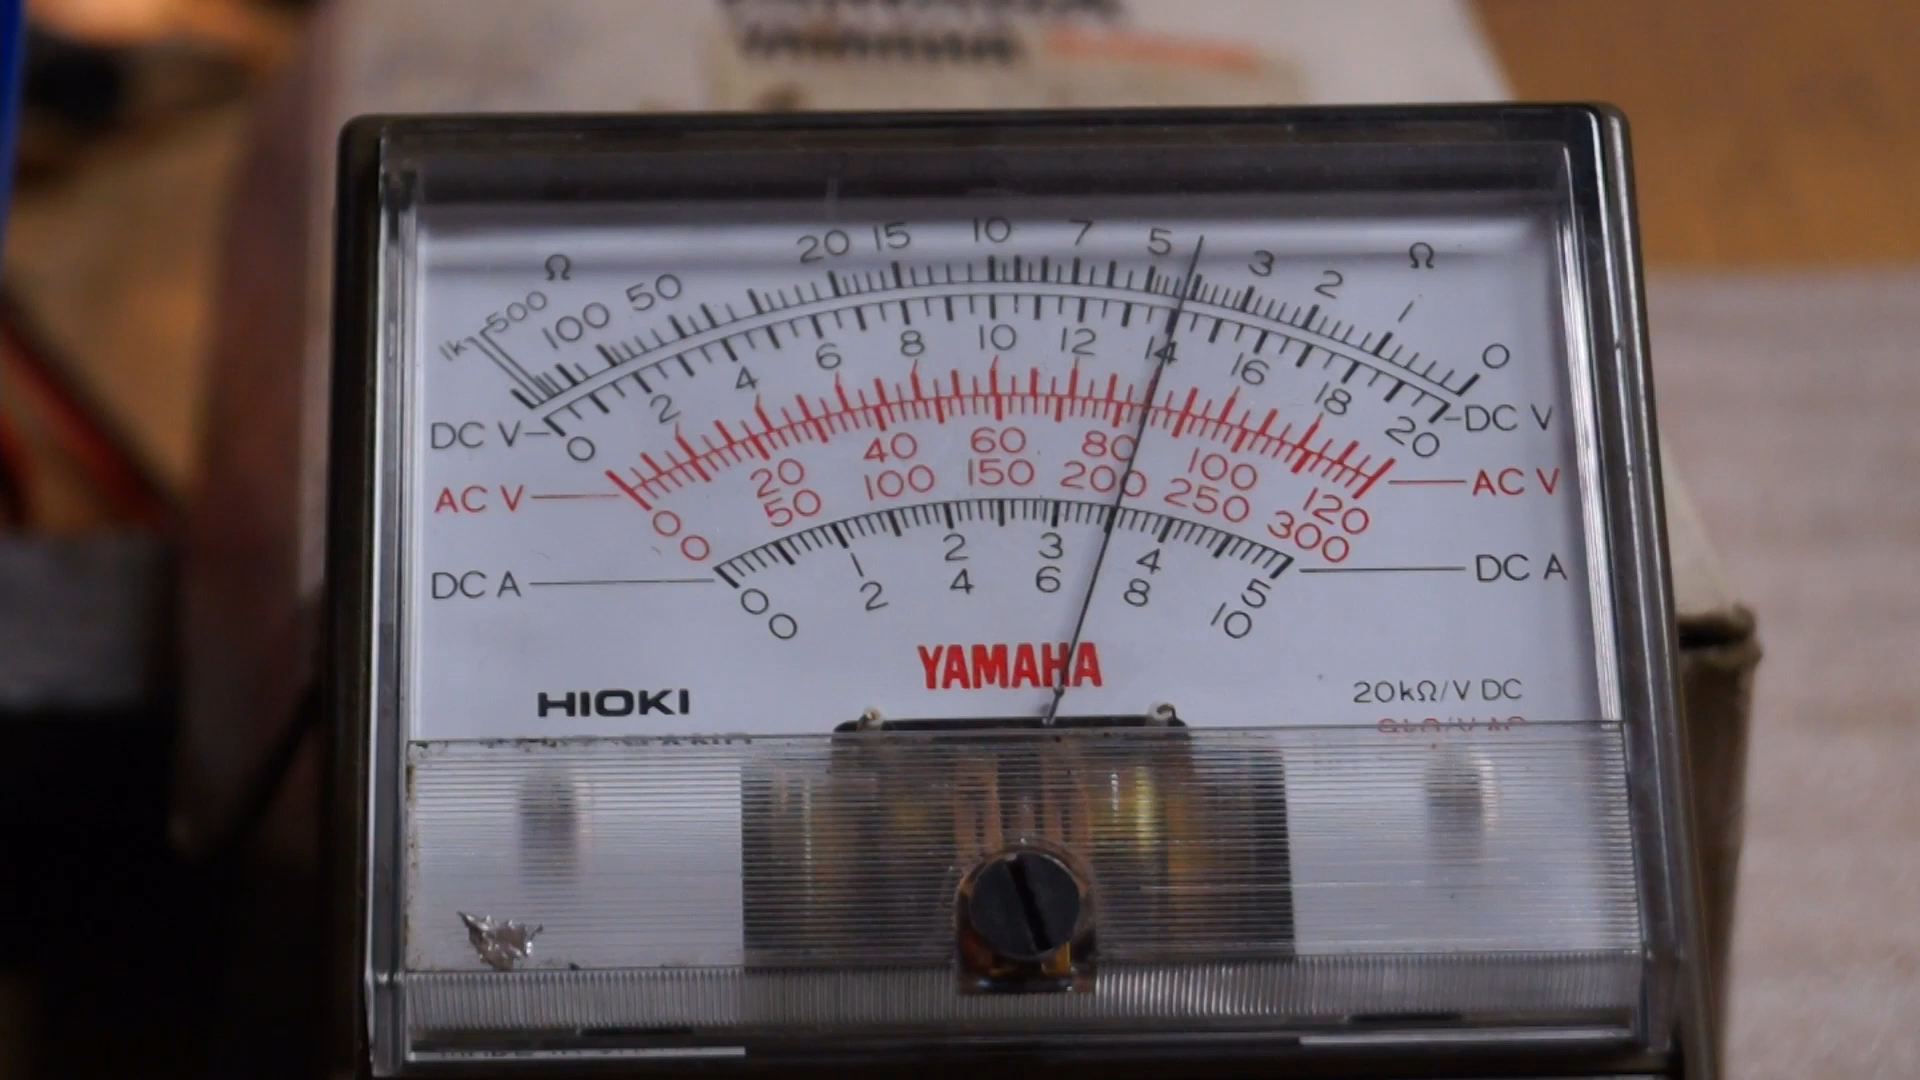 20 15 10 7 5 3 2 1 0
Ω Ω
1k 500 100 50
DC V 0 2 4 6 8 10 12 14 16 18 20 DC V
AC V AC V
0 20 40 60 80 100 120
0 50 100 150 200 250 300
DC A DC A
0 1 2 3 4 5
0 2 4 6 8 10
YAMAHA
HIOKI
20kΩ/V DC